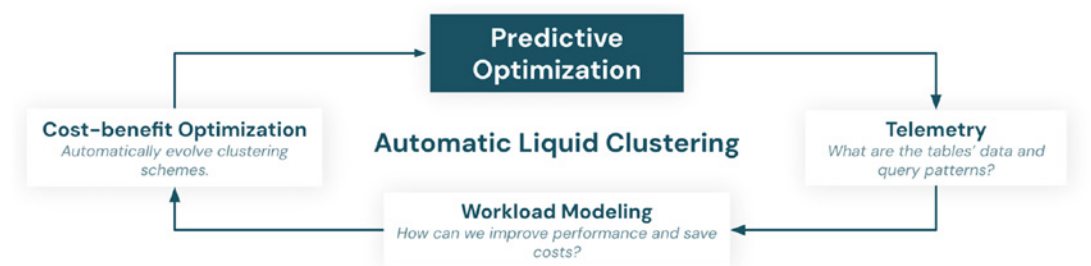 Predictive
Optimization
Cost-benefit Optimization
Automatically evolve clustering
schemes.
Automatic Liquid Clustering
Telemetry
What are the tables' data and
query patterns?
Workload Modeling
How can we improve performance and save
costs?